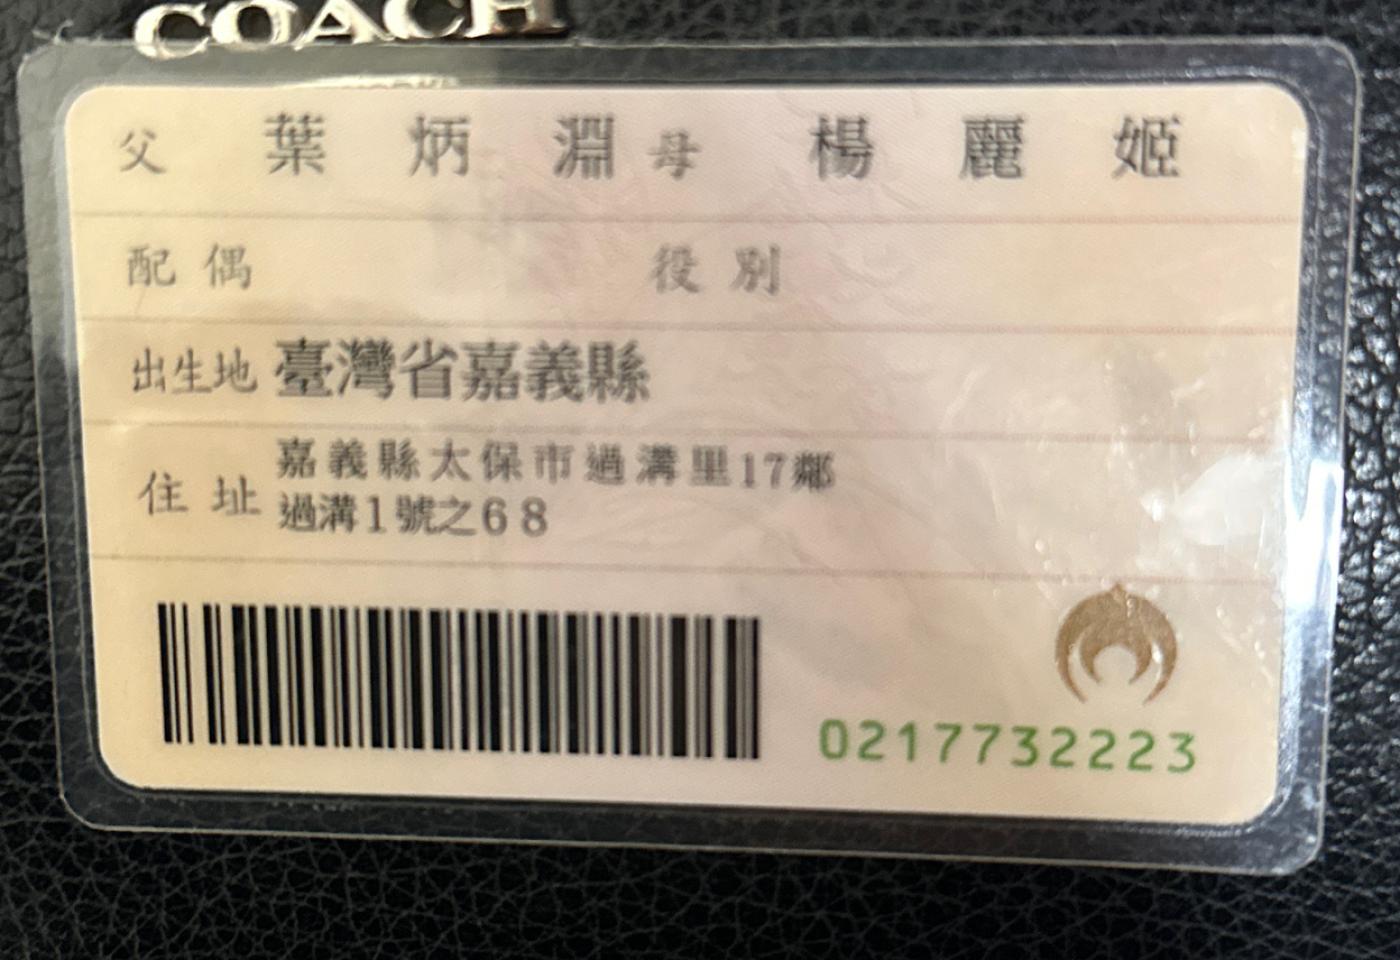 COACH
父 葉炳淵 母 楊麗姬
配偶 役別
出生地 臺灣省嘉義縣
住址 嘉義縣太保市過溝里17鄰
過溝1號之68
0217732223